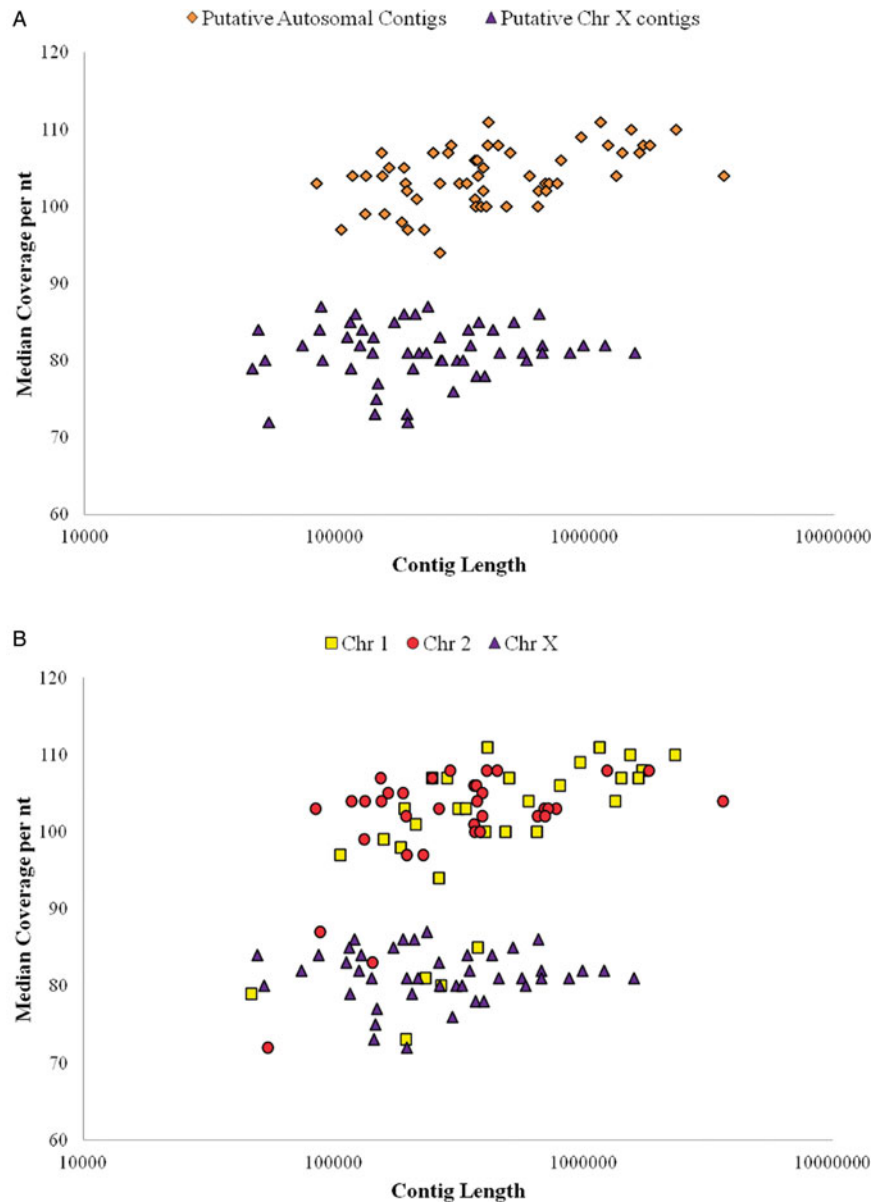 A
Putative Autosomal Contigs
Putative Chr X contigs
120
110
100
90
80
70
60
Median Coverage per nt
10000
100000
1000000
10000000
Contig Length
B
Chr 1
Chr 2
Chr X
120
110
100
90
80
70
60
Median Coverage per nt
10000
100000
1000000
10000000
Contig Length